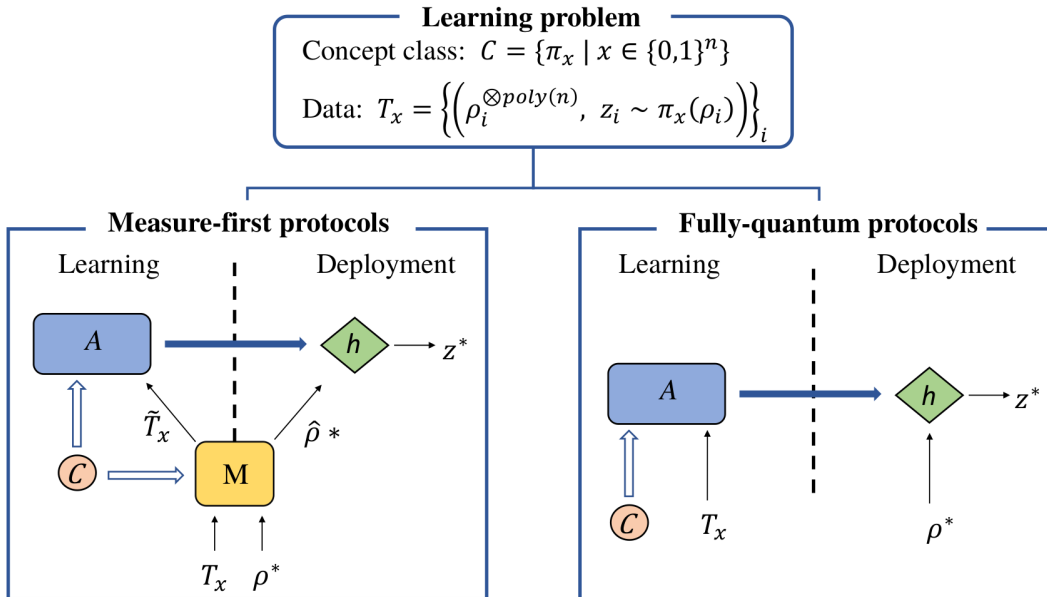 Learning problem
Concept class: C = {π_x | x ∈ {0,1}^n}
Data: T_x = {(ρ_i^{⊗poly(n)}, z_i ~ π_x(ρ_i))}_i
Measure-first protocols
Learning Deployment
A
h
z*
T̃_x
ρ̂ *
C
M
T_x
ρ*
Fully-quantum protocols
Learning Deployment
A
h
z*
C
T_x
ρ*